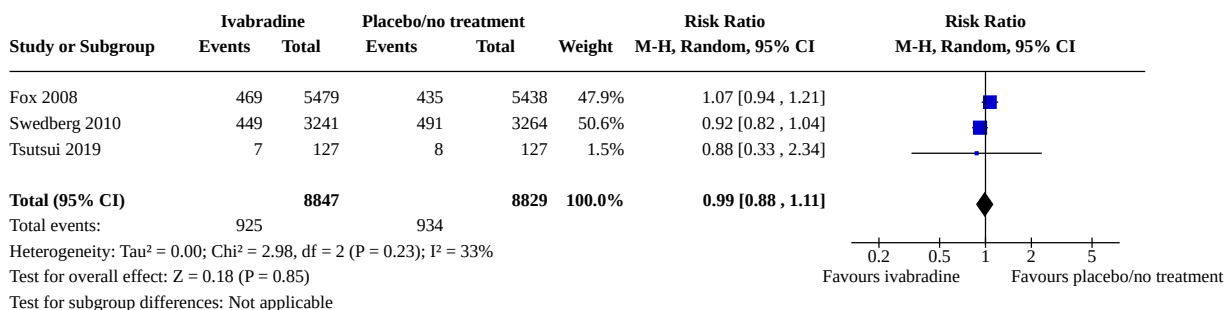 Ivabradine Placebo/no treatment Risk Ratio Risk Ratio
Study or Subgroup Events Total Events Total Weight M-H, Random, 95% CI M-H, Random, 95% CI
Fox 2008 469 5479 435 5438 47.9% 1.07 [0.94 , 1.21]
Swedberg 2010 449 3241 491 3264 50.6% 0.92 [0.82 , 1.04]
Tsutsui 2019 7 127 8 127 1.5% 0.88 [0.33 , 2.34]
Total (95% CI) 8847 8829 100.0% 0.99 [0.88 , 1.11]
Total events: 925 934
Heterogeneity: Tau² = 0.00; Chi² = 2.98, df = 2 (P = 0.23); I² = 33%
0.2 0.5 1 2 5
Test for overall effect: Z = 0.18 (P = 0.85) Favours ivabradine Favours placebo/no treatment
Test for subgroup differences: Not applicable